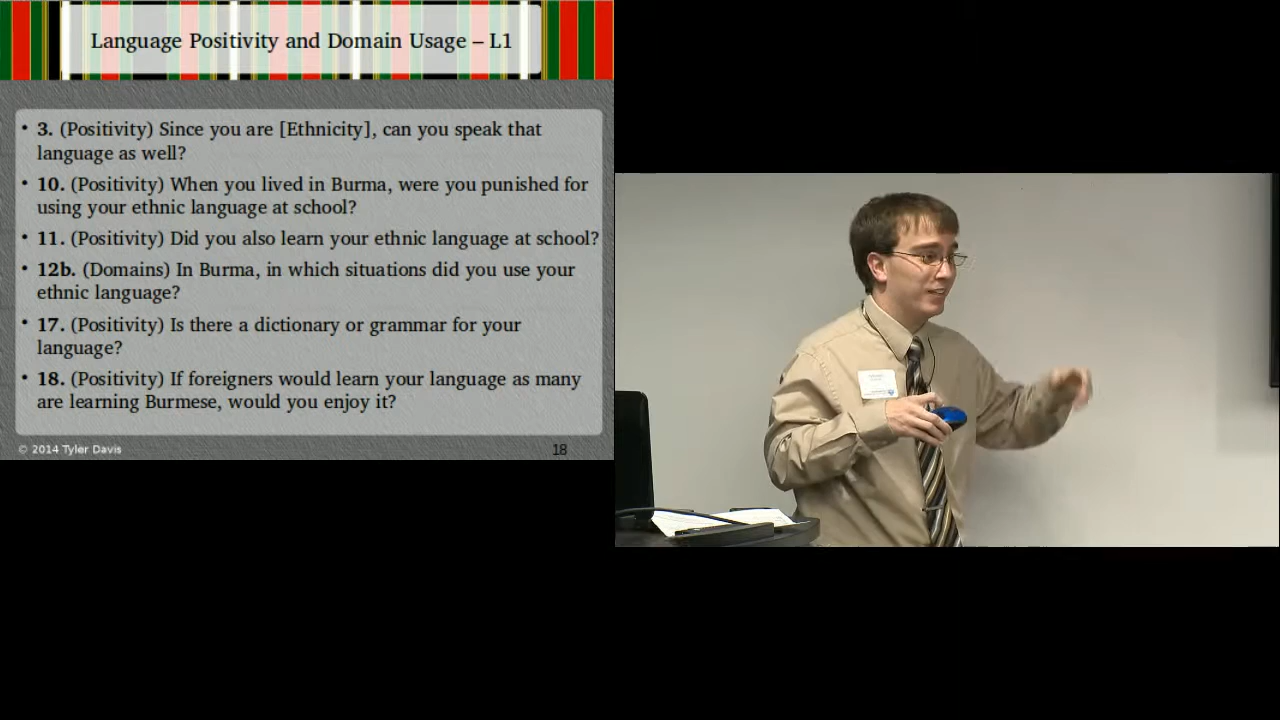 Language Positivity and Domain Usage – L1
• 3. (Positivity) Since you are [Ethnicity], can you speak that
language as well?
• 10. (Positivity) When you lived in Burma, were you punished for
using your ethnic language at school?
• 11. (Positivity) Did you also learn your ethnic language at school?
• 12b. (Domains) In Burma, in which situations did you use your
ethnic language?
• 17. (Positivity) Is there a dictionary or grammar for your
language?
• 18. (Positivity) If foreigners would learn your language as many
are learning Burmese, would you enjoy it?
© 2014 Tyler Davis
18